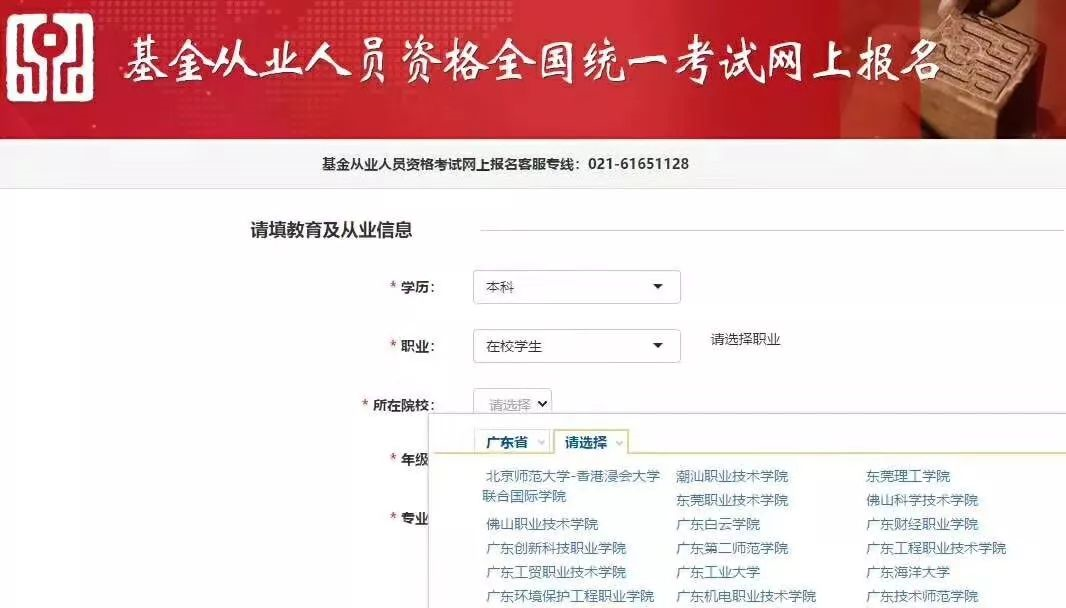 基金从业人员资格全国统一考试网上报名
基金从业人员资格考试网上报名客服专线：021-61651128
请填教育及从业信息
* 学历： 本科
* 职业： 在校学生 请选择职业
* 所在院校： 请选择
广东省 请选择
* 年级
* 专业
北京师范大学-香港浸会大学 潮汕职业技术学院 东莞理工学院
联合国际学院
东莞职业技术学院 佛山科学技术学院
佛山职业技术学院 广东白云学院 广东财经职业学院
广东创新科技职业学院 广东第二师范学院 广东工程职业技术学院
广东工贸职业技术学院 广东工业大学 广东海洋大学
广东环境保护工程职业学院 广东机电职业技术学院 广东技术师范学院